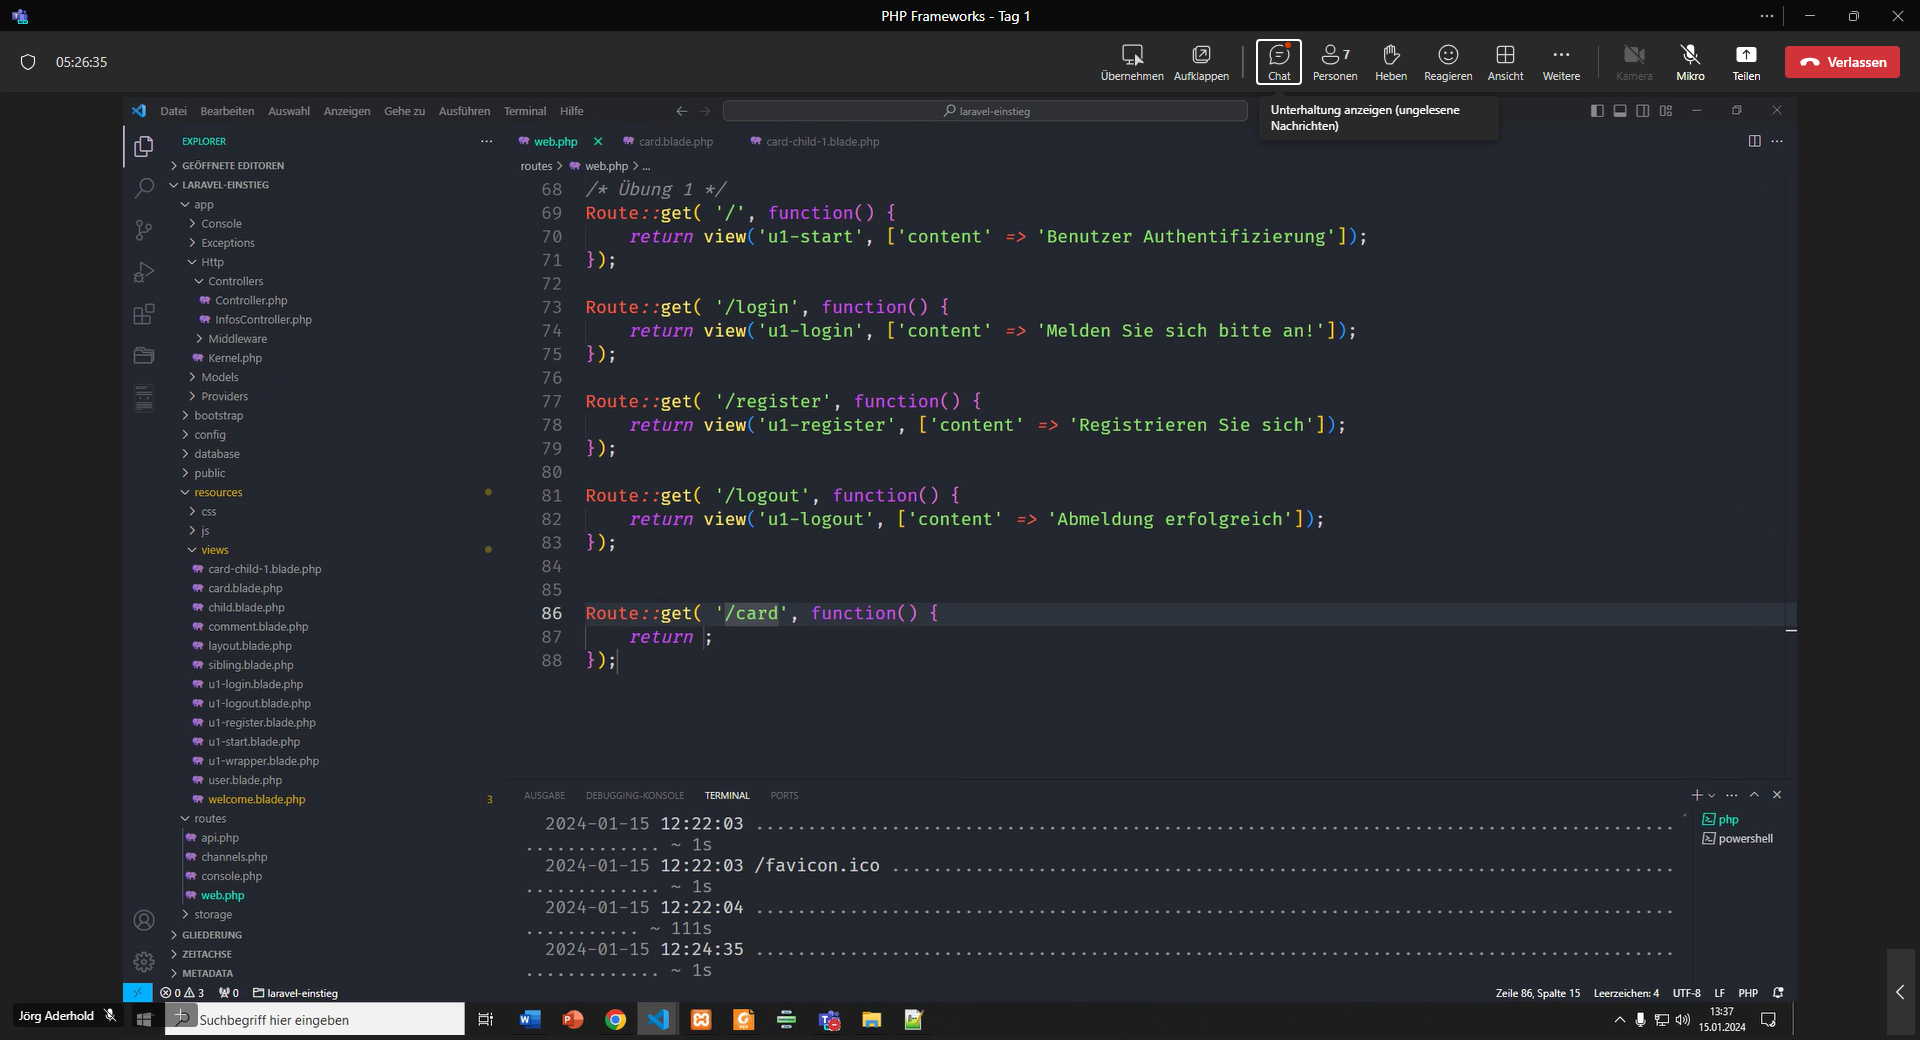 PHP Frameworks - Tag 1
05:26:35
Übernehmen Aufklappen Chat Personen 7 Heben Reagieren Ansicht Weitere Kamera Mikro Teilen Verlassen
Unterhaltung anzeigen (ungelesene
Nachrichten)
Datei Bearbeiten Auswahl Anzeigen Gehe zu Ausführen Terminal Hilfe laravel-einstieg
EXPLORER
GEÖFFNETE EDITOREN
LARAVEL-EINSTIEG
app
Console
Exceptions
Http
Controllers
Controller.php
InfosController.php
Middleware
Kernel.php
Models
Providers
bootstrap
config
database
public
resources
css
js
views
card-child-1.blade.php
card.blade.php
child.blade.php
comment.blade.php
layout.blade.php
sibling.blade.php
u1-login.blade.php
u1-logout.blade.php
u1-register.blade.php
u1-start.blade.php
u1-wrapper.blade.php
user.blade.php
welcome.blade.php 3
routes
api.php
channels.php
console.php
web.php
storage
GLIEDERUNG
ZEITACHSE
METADATA
web.php card.blade.php card-child-1.blade.php
routes > web.php > ...
68 /* Übung 1 */
69 Route::get( '/', function() {
70 return view('u1-start', ['content' => 'Benutzer Authentifizierung']);
71 });
72
73 Route::get( '/login', function() {
74 return view('u1-login', ['content' => 'Melden Sie sich bitte an!']);
75 });
76
77 Route::get( '/register', function() {
78 return view('u1-register', ['content' => 'Registrieren Sie sich']);
79 });
80
81 Route::get( '/logout', function() {
82 return view('u1-logout', ['content' => 'Abmeldung erfolgreich']);
83 });
84
85
86 Route::get( '/card', function() {
87 return ;
88 });
AUSGABE DEBUGGING-KONSOLE TERMINAL PORTS
2024-01-15 12:22:03 ......................................................................................
............. ~ 1s
2024-01-15 12:22:03 /favicon.ico ..........................................................................
............. ~ 1s
2024-01-15 12:22:04 ......................................................................................
........... ~ 111s
2024-01-15 12:24:35 ......................................................................................
............. ~ 1s
php
powershell
0 3 0 laravel-einstieg Zeile 86, Spalte 15 Leerzeichen: 4 UTF-8 LF PHP
Jörg Aderhold
Suchbegriff hier eingeben
13:37
15.01.2024